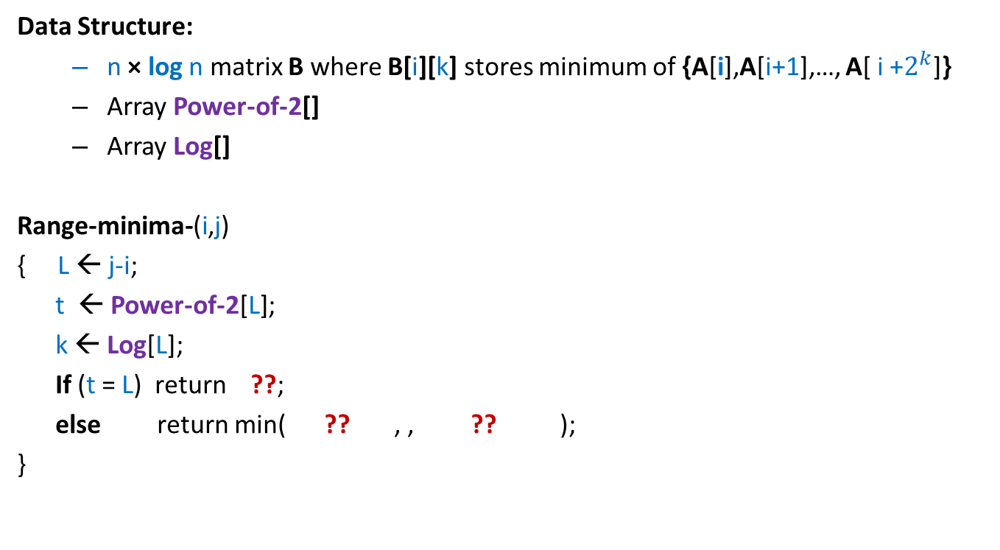 Data Structure:
– n × log n matrix B where B[i][k] stores minimum of {A[i],A[i+1],…, A[ i +2^k]}
– Array Power-of-2[]
– Array Log[]
Range-minima-(i,j)
{ L ← j-i;
t ← Power-of-2[L];
k ← Log[L];
If (t = L) return ??;
else return min( ?? , , ?? );
}